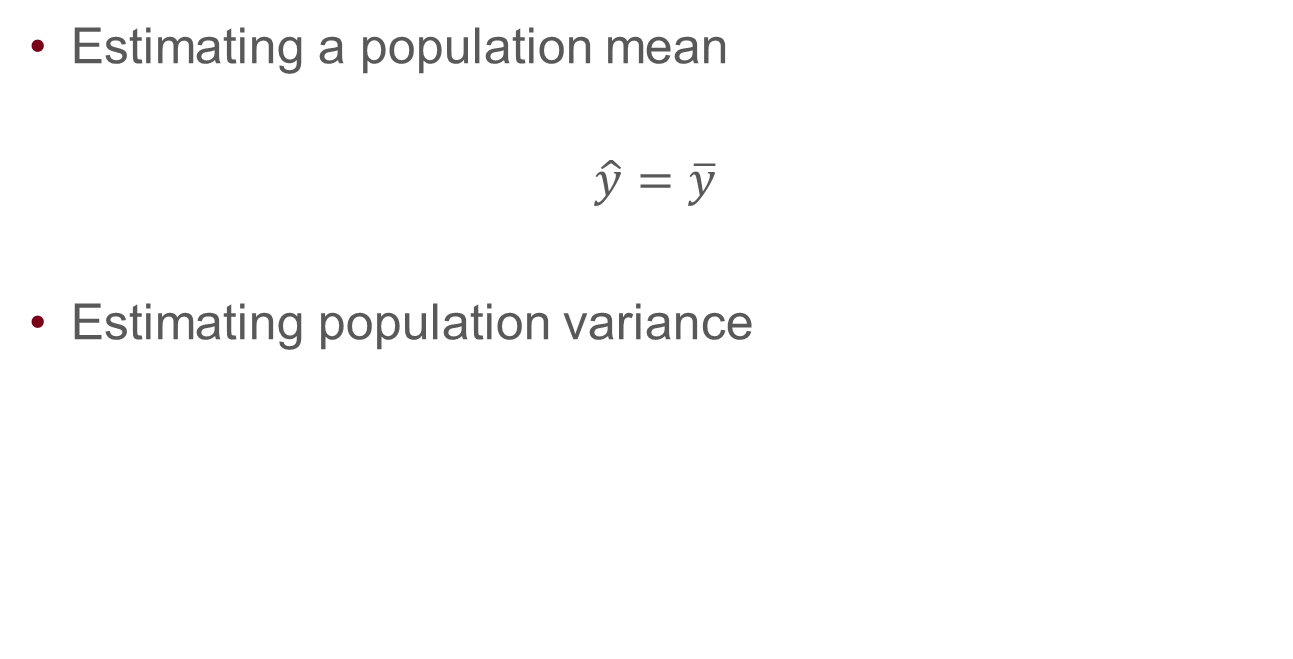 • Estimating a population mean
ŷ = ȳ
• Estimating population variance